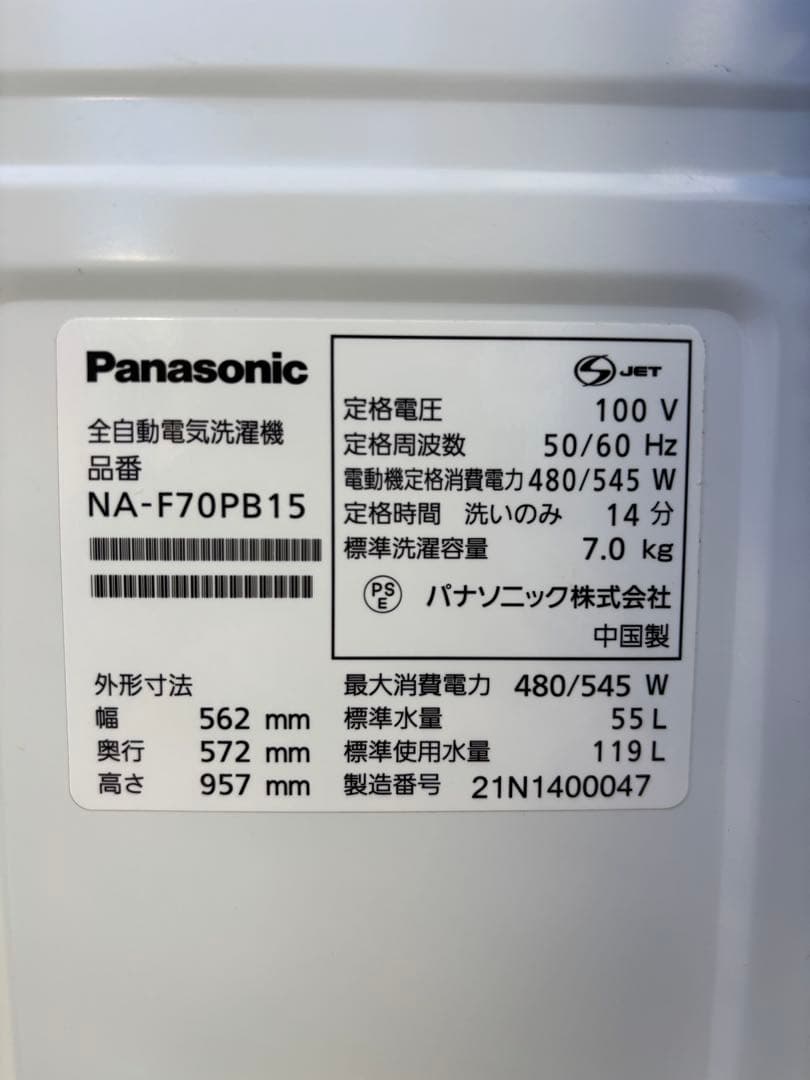 Panasonic
全自動電気洗濯機
品番
NA-F70PB15
JET
定格電圧 100 V
定格周波数 50/60 Hz
電動機定格消費電力 480/545 W
定格時間 洗いのみ 14 分
標準洗濯容量 7.0 kg
PS E パナソニック株式会社
中国製
外形寸法
幅 562 mm
奥行 572 mm
高さ 957 mm
最大消費電力 480/545 W
標準水量 55 L
標準使用水量 119 L
製造番号 21N1400047